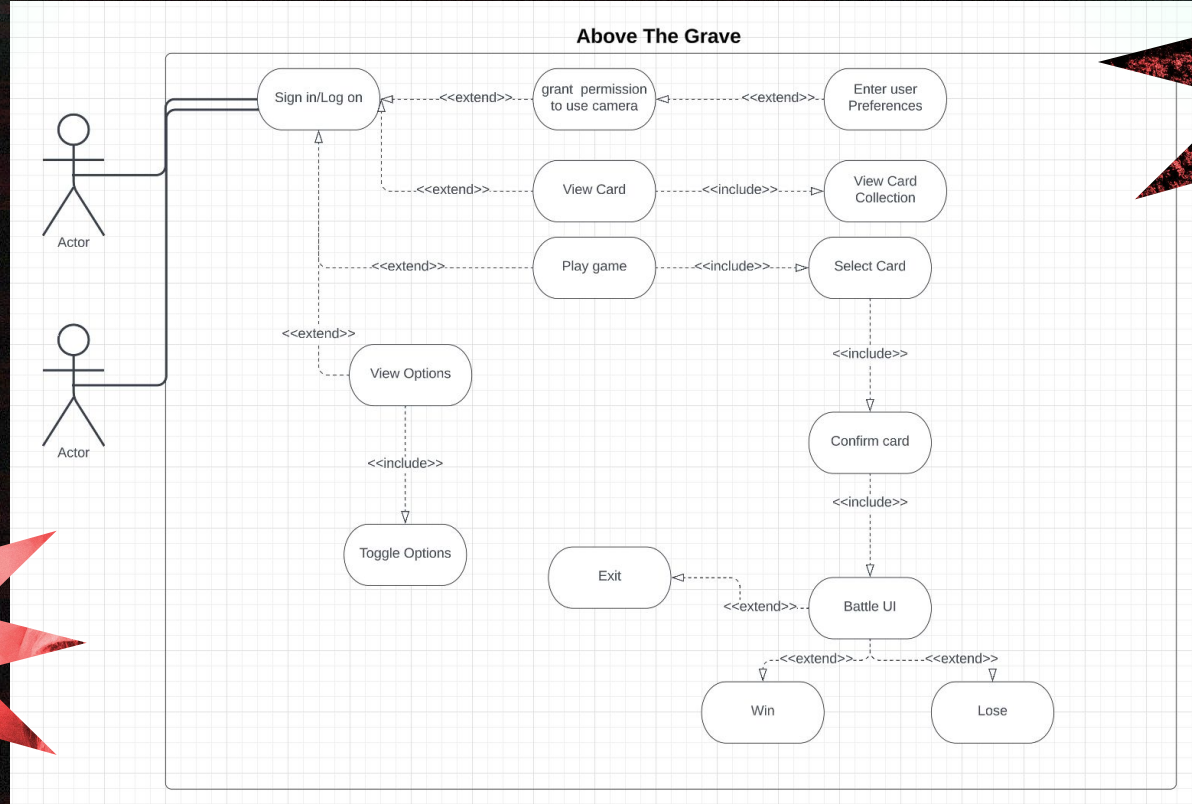 Above The Grave
Sign in/Log on
<<extend>>
grant  permission
to use camera
<<extend>>
Enter user
Preferences
<<extend>>
View Card
<<include>>
View Card
Collection
Actor
<<extend>>
Play game
<<include>>
Select Card
<<extend>>
<<include>>
View Options
Actor
<<include>>
Confirm card
<<include>>
Toggle Options
Exit
<<extend>>
Battle UI
<<extend>>
<<extend>>
Win
Lose